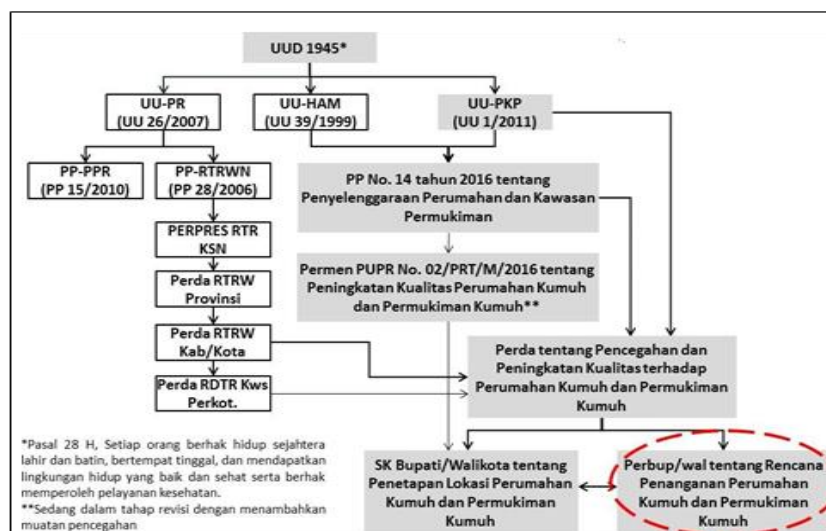 UUD 1945*
UU-PR
(UU 26/2007)
UU-HAM
(UU 39/1999)
UU-PKP
(UU 1/2011)
PP-PPR
(PP 15/2010)
PP-RTRWN
(PP 28/2006)
PP No. 14 tahun 2016 tentang
Penyelenggaraan Perumahan dan Kawasan
Permukiman
PERPRES RTR
KSN
Permen PUPR No. 02/PRT/M/2016 tentang
Peningkatan Kualitas Perumahan Kumuh
dan Permukiman Kumuh**
Perda RTRW
Provinsi
Perda RTRW
Kab/Kota
Perda tentang Pencegahan dan
Peningkatan Kualitas terhadap
Perumahan Kumuh dan Permukiman
Kumuh
Perda RDTR Kws
Perkot.
*Pasal 28 H, Setiap orang berhak hidup sejahtera
lahir dan batin, bertempat tinggal, dan mendapatkan
lingkungan hidup yang baik dan sehat serta berhak
memperoleh pelayanan kesehatan.
**Sedang dalam tahap revisi dengan menambahkan
muatan pencegahan
SK Bupati/Walikota tentang
Penetapan Lokasi Perumahan
Kumuh dan Permukiman
Kumuh
Perbup/wal tentang Rencana
Penanganan Perumahan
Kumuh dan Permukiman
Kumuh